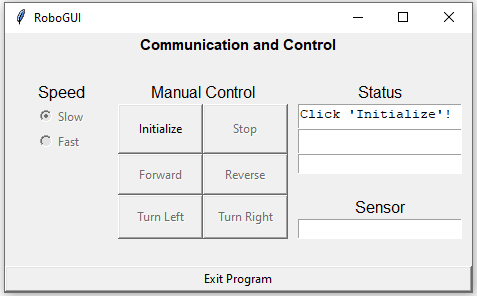 RoboGUI
Communication and Control
Speed
Slow
Fast
Manual Control
Initialize
Stop
Forward
Reverse
Turn Left
Turn Right
Status
Click 'Initialize'!
Sensor
Exit Program